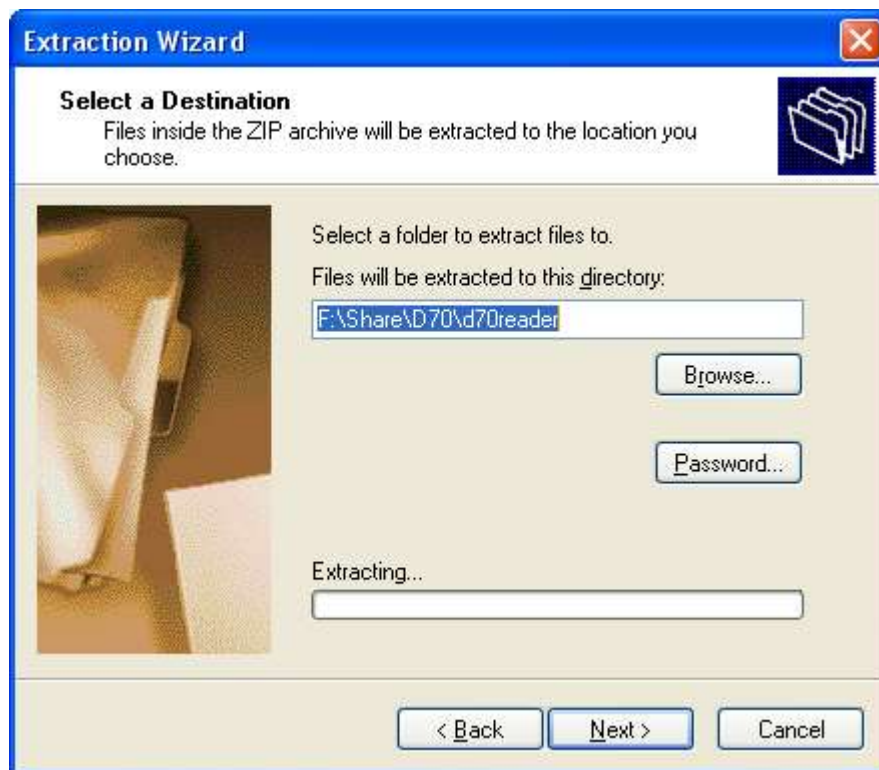 Extraction Wizard
Select a Destination
Files inside the ZIP archive will be extracted to the location you
choose.
Select a folder to extract files to.
Files will be extracted to this directory:
F:\Share\D70\d70reader
Browse...
Password...
Extracting...
< Back
Next >
Cancel